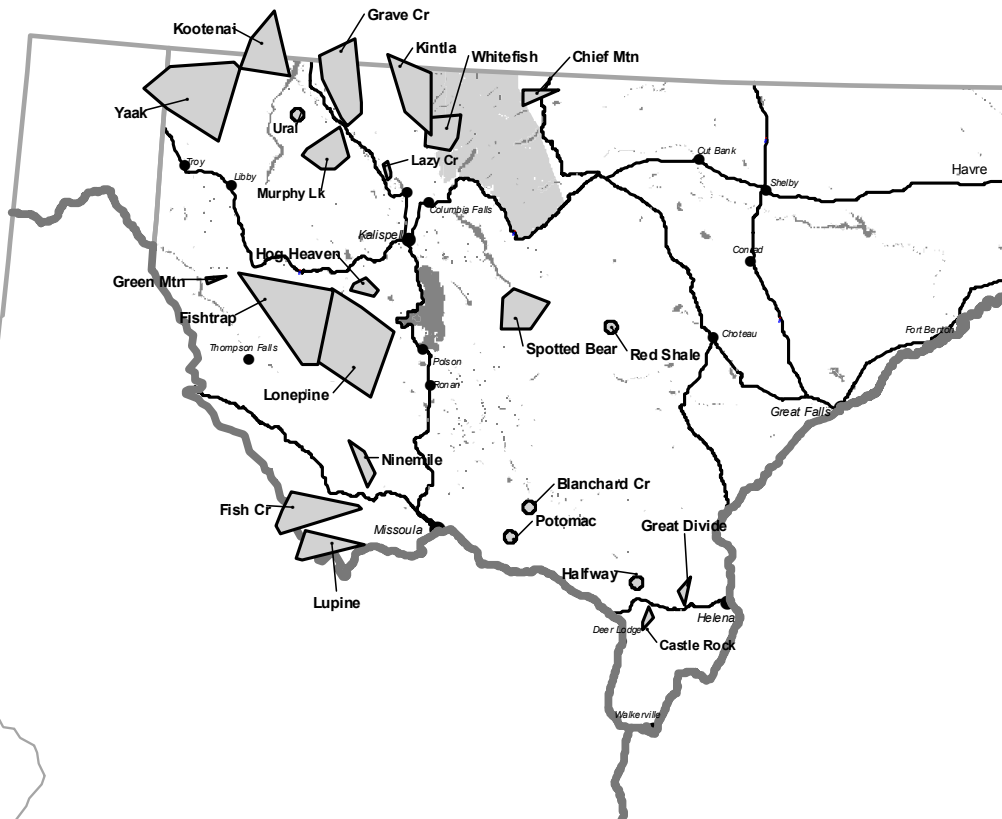 Grave Cr
Kootenai
Kintla
Whitefish
Chief Mtn
Yaak
Ural
Cut Bank
Troy
Lazy Cr
Havre
Libby
Murphy Lk
Shelby
Columbia Falls
Kalispell
Conrad
Hog Heaven
Green Mtn
Fishtrap
Fort Benton
Choteau
Thompson Falls
Spotted Bear
Red Shale
Polson
Ronan
Lonepine
Great Falls
Ninemile
Blanchard Cr
Fish Cr
Potomac
Great Divide
Missoula
Halfway
Lupine
Helena
Deer Lodge
Castle Rock
Walkerville